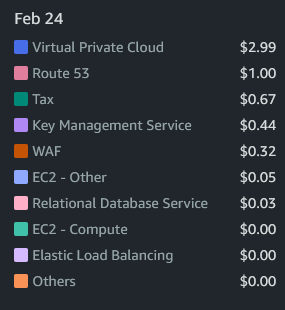 Feb 24
Virtual Private Cloud $2.99
Route 53 $1.00
Tax $0.67
Key Management Service $0.44
WAF $0.32
EC2 - Other $0.05
Relational Database Service $0.03
EC2 - Compute $0.00
Elastic Load Balancing $0.00
Others $0.00